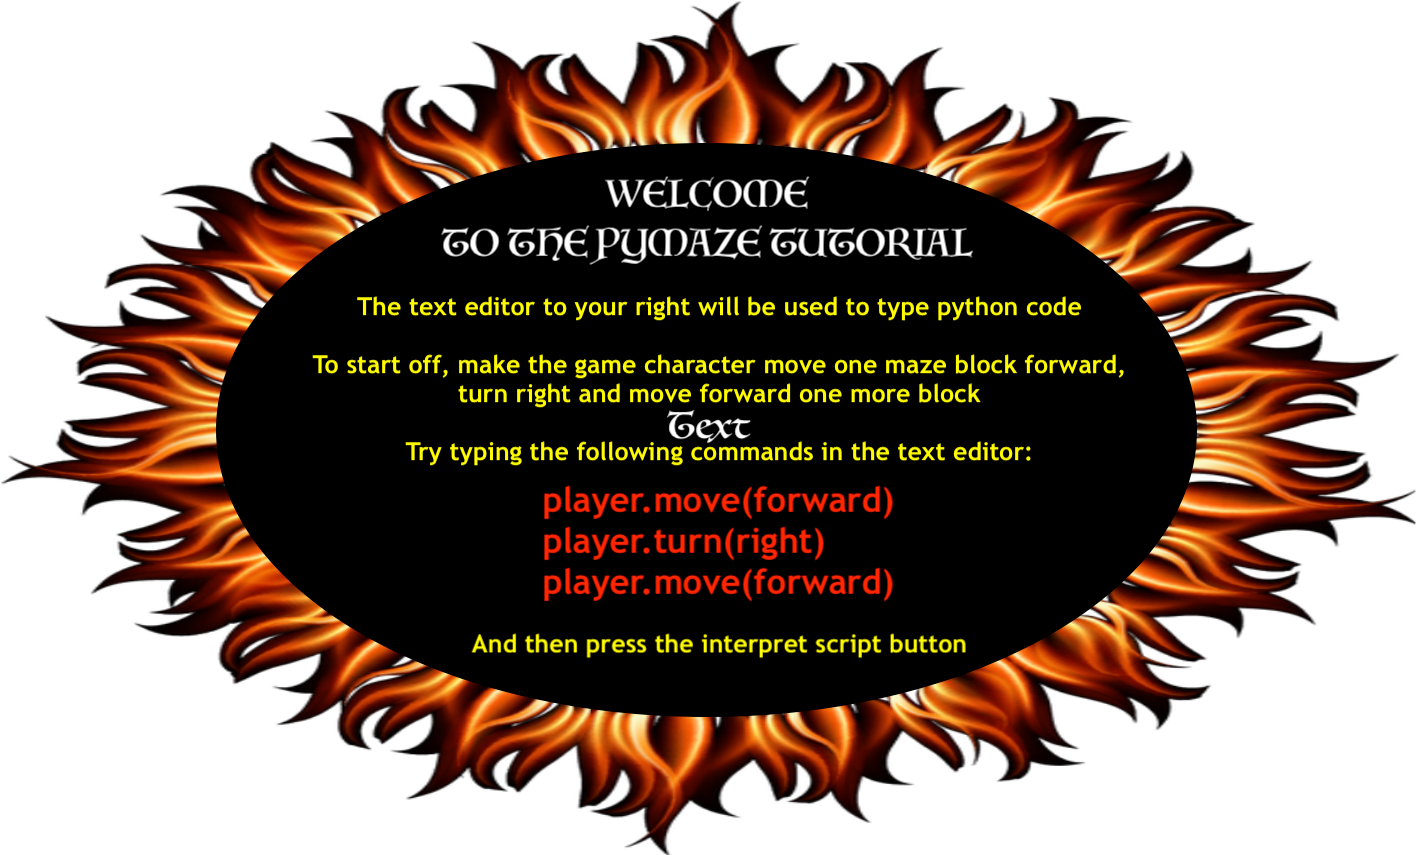 WELCOME
TO THE PYMAZE TUTORIAL
The text editor to your right will be used to type python code
To start off, make the game character move one maze block forward,
turn right and move forward one more block
Text
Try typing the following commands in the text editor:
player.move(forward)
player.turn(right)
player.move(forward)
And then press the interpret script button